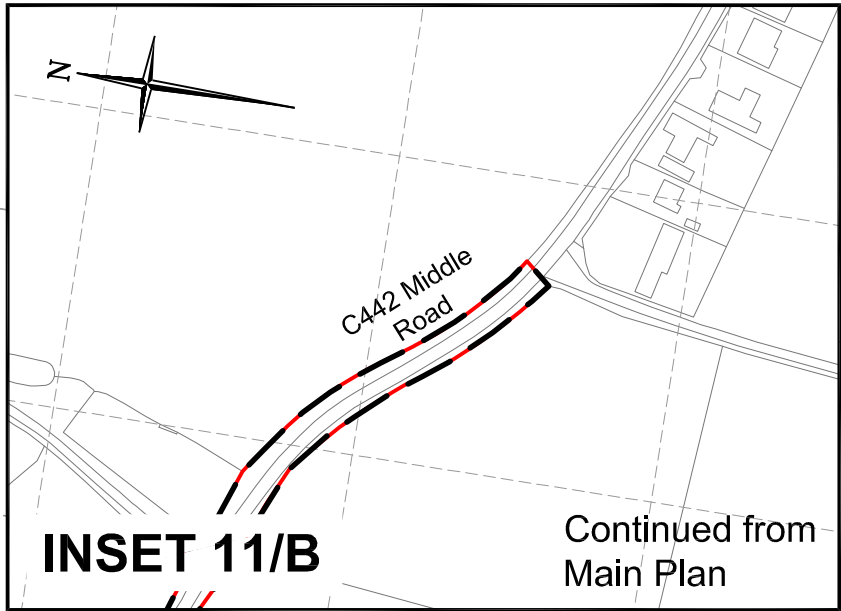 N
C442 Middle
Road
INSET 11/B
Continued from
Main Plan